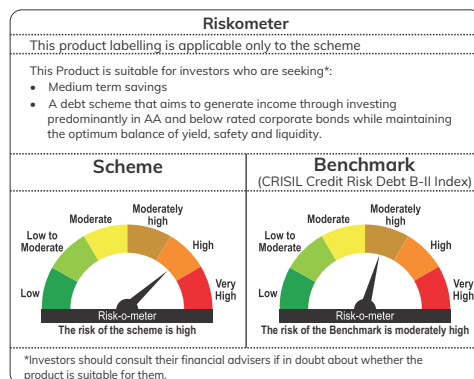 Riskometer
This product labelling is applicable only to the scheme
This Product is suitable for investors who are seeking*:
• Medium term savings
• A debt scheme that aims to generate income through investing
predominantly in AA and below rated corporate bonds while maintaining
the optimum balance of yield, safety and liquidity.
Scheme
Low
Low to
Moderate
Moderate
Moderately
high
High
Very
High
Risk-o-meter
The risk of the scheme is high
Benchmark
(CRISIL Credit Risk Debt B-II Index)
Low
Low to
Moderate
Moderate
Moderately
high
High
Very
High
Risk-o-meter
The risk of the Benchmark is moderately high
*Investors should consult their financial advisers if in doubt about whether the
product is suitable for them.